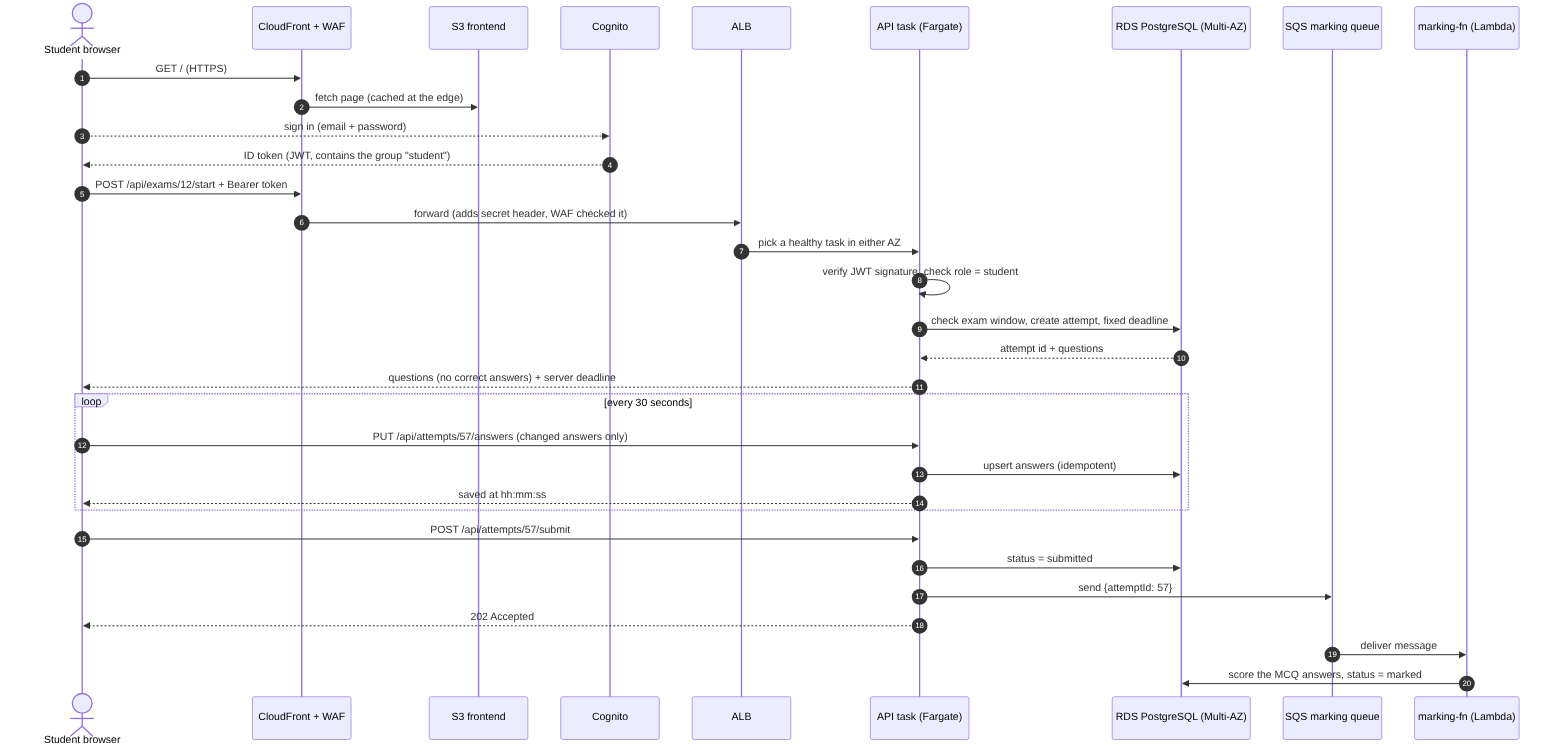 Student browser
CloudFront + WAF
S3 frontend
Cognito
ALB
API task (Fargate)
RDS PostgreSQL (Multi-AZ)
SQS marking queue
marking-fn (Lambda)
1
GET / (HTTPS)
2
fetch page (cached at the edge)
3
sign in (email + password)
ID token (JWT, contains the group "student")
4
5
POST /api/exams/12/start + Bearer token
6
forward (adds secret header, WAF checked it)
7
pick a healthy task in either AZ
verify JWT signature, check role = student
8
9
check exam window, create attempt, fixed deadline
attempt id + questions
10
questions (no correct answers) + server deadline
11
loop
[every 30 seconds]
12
PUT /api/attempts/57/answers (changed answers only)
13
upsert answers (idempotent)
saved at hh:mm:ss
14
15
POST /api/attempts/57/submit
16
status = submitted
17
send {attemptId: 57}
202 Accepted
18
19
deliver message
score the MCQ answers, status = marked
20
Student browser
CloudFront + WAF
S3 frontend
Cognito
ALB
API task (Fargate)
RDS PostgreSQL (Multi-AZ)
SQS marking queue
marking-fn (Lambda)